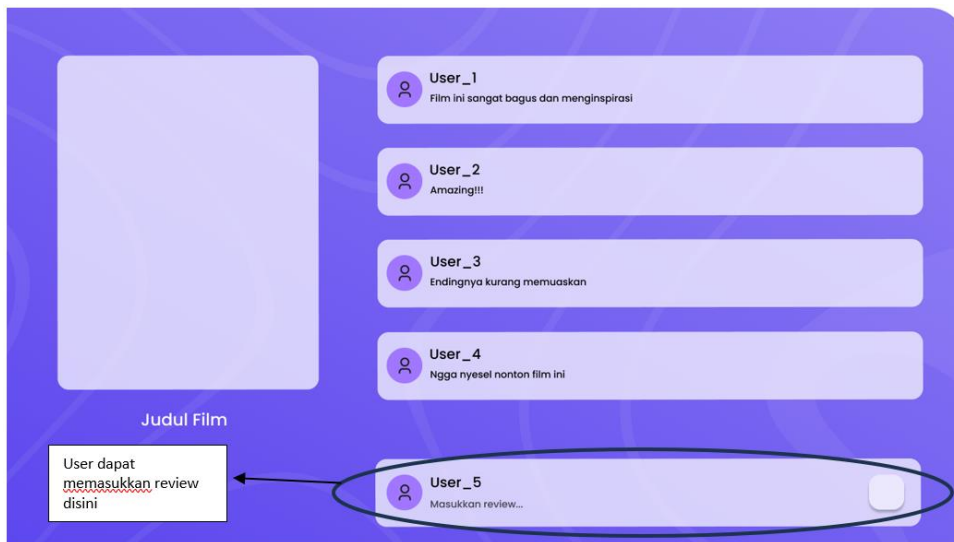 User_1
Film ini sangat bagus dan menginspirasi
User_2
Amazing!!!
User_3
Endingnya kurang memuaskan
User_4
Ngga nyesel nonton film ini
Judul Film
User dapat
memasukkan review
disini
User_5
Masukkan review...